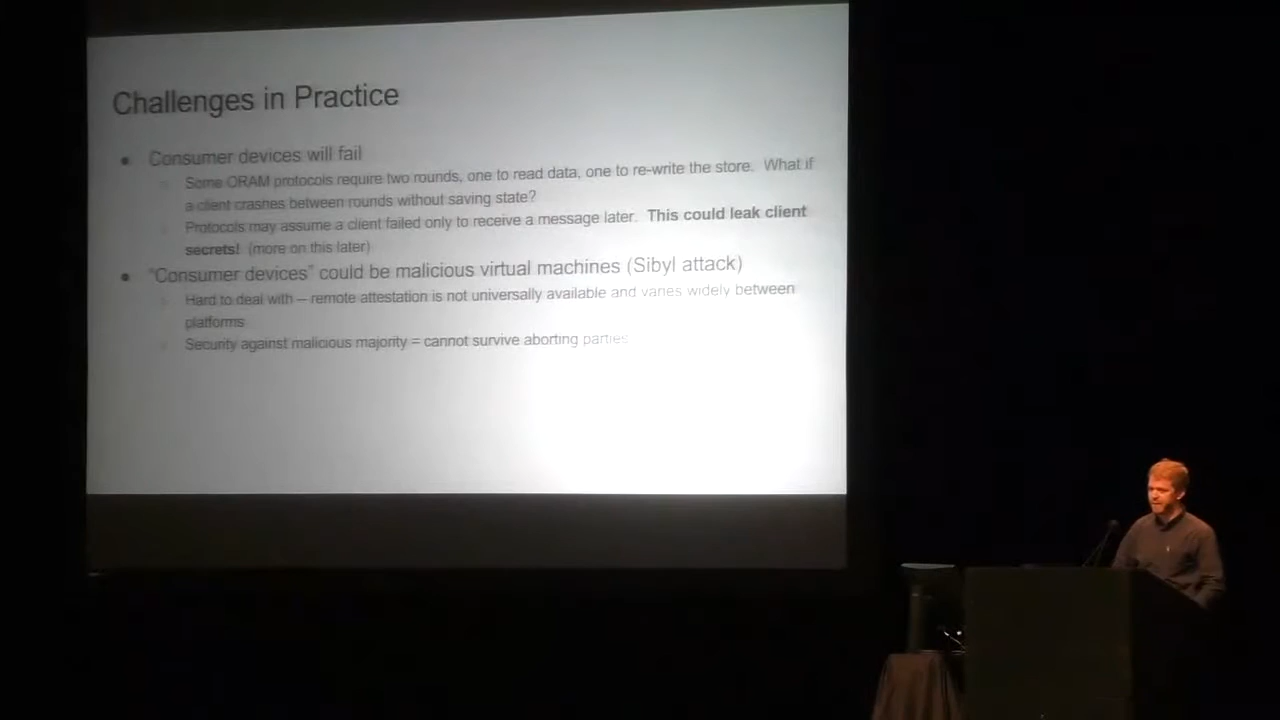 Challenges in Practice
Consumer devices will fail
Some ORAM protocols require two rounds, one to read data, one to re-write the store. What if
a client crashes between rounds without saving state?
Protocols may assume a client failed only to receive a message later. This could leak client
secrets! (more on this later)
"Consumer devices" could be malicious virtual machines (Sibyl attack)
Hard to deal with – remote attestation is not universally available and varies widely between
platforms
Security against malicious majority = cannot survive aborting parties